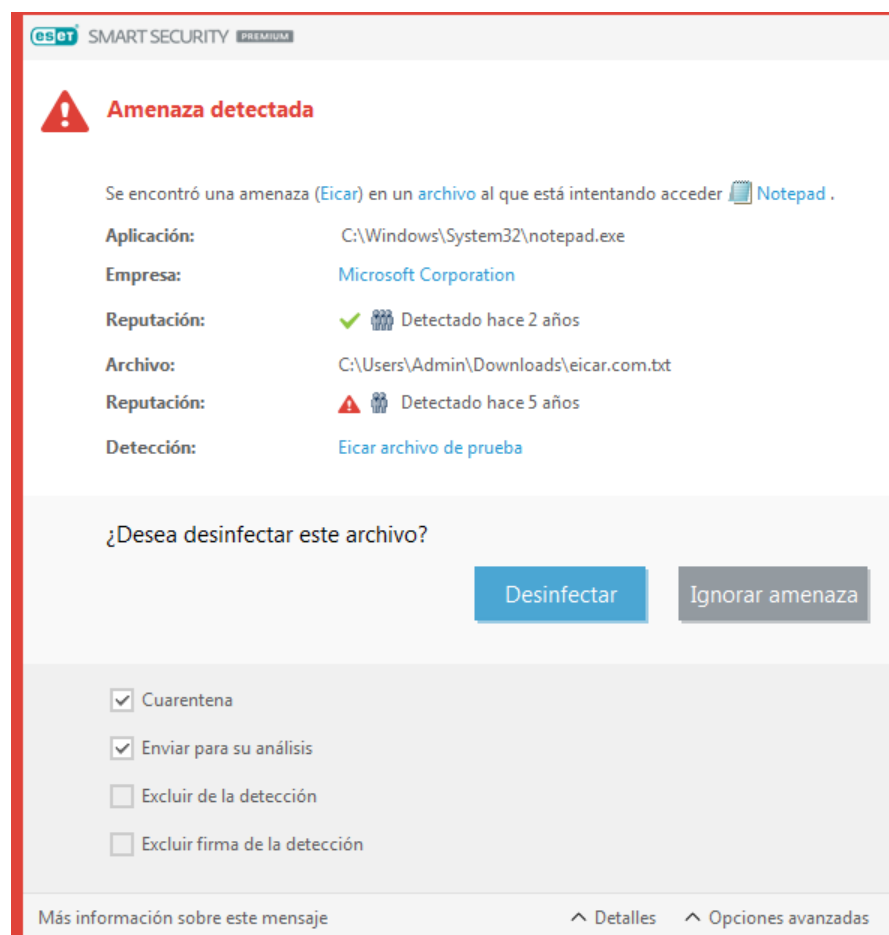 eset SMART SECURITY PREMIUM
Amenaza detectada
Se encontró una amenaza (Eicar) en un archivo al que está intentando acceder Notepad .
Aplicación: C:\Windows\System32\notepad.exe
Empresa: Microsoft Corporation
Reputación: Detectado hace 2 años
Archivo: C:\Users\Admin\Downloads\eicar.com.txt
Reputación: Detectado hace 5 años
Detección: Eicar archivo de prueba
¿Desea desinfectar este archivo?
Desinfectar Ignorar amenaza
Cuarentena
Enviar para su análisis
Excluir de la detección
Excluir firma de la detección
Más información sobre este mensaje Detalles Opciones avanzadas